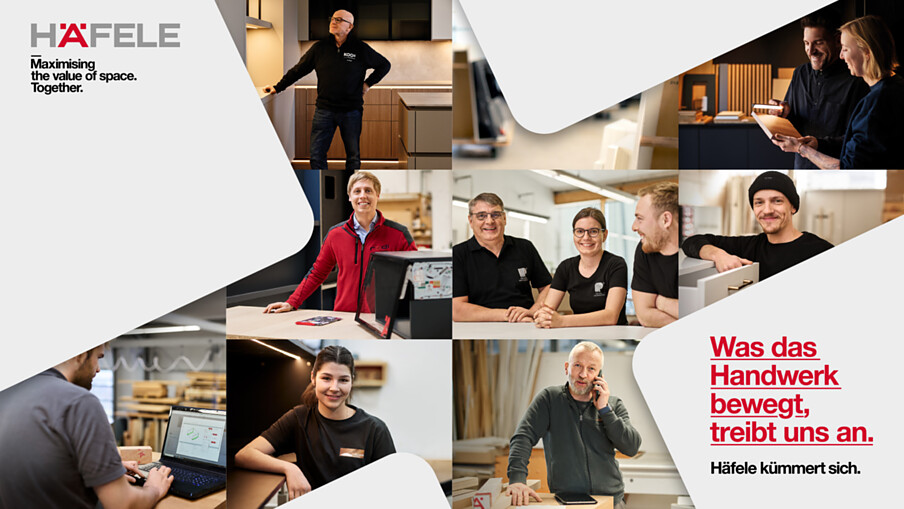 HÄFELE
Maximising
the value of space.
Together.
Was das
Handwerk
bewegt,
treibt uns an.
Häfele kümmert sich.